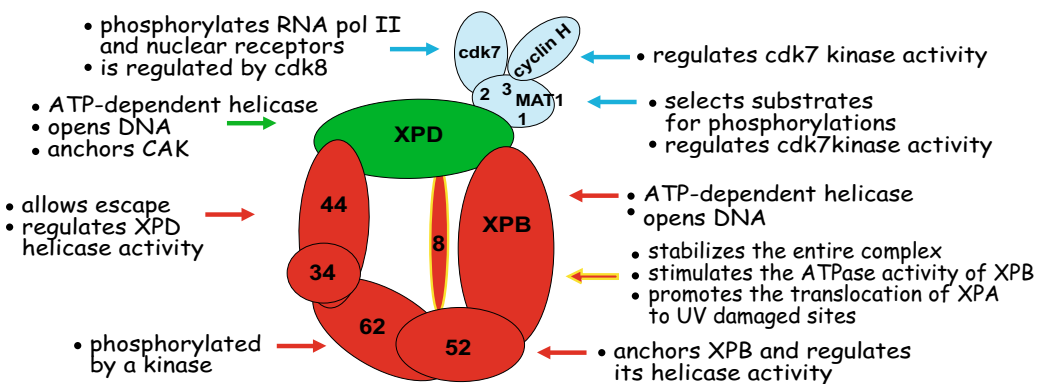 • phosphorylates RNA pol II
and nuclear receptors
• is regulated by cdk8
cdk7
cyclin H
• regulates cdk7 kinase activity
2
3
MAT1
1
• selects substrates
for phosphorylations
• regulates cdk7kinase activity
• ATP-dependent helicase
• opens DNA
• anchors CAK
XPD
• allows escape
• regulates XPD
helicase activity
44
8
XPB
• ATP-dependent helicase
• opens DNA
34
• stabilizes the entire complex
• stimulates the ATPase activity of XPB
• promotes the translocation of XPA
to UV damaged sites
• phosphorylated
by a kinase
62
52
• anchors XPB and regulates
its helicase activity